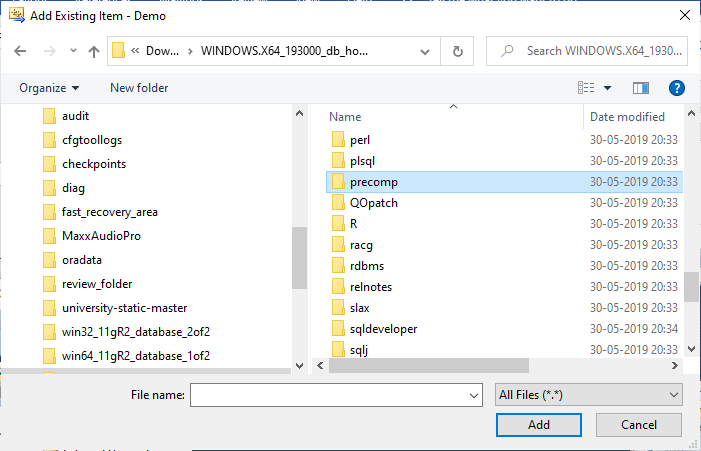 Add Existing Item - Demo
« Dow... › WINDOWS.X64_193000_db_ho...
Search WINDOWS.X64_1930...
Organize
New folder
?
audit
cfgtoollogs
checkpoints
diag
fast_recovery_area
MaxxAudioPro
oradata
review_folder
university-static-master
win32_11gR2_database_2of2
win64_11gR2_database_1of2
Name Date modified
perl 30-05-2019 20:33
plsql 30-05-2019 20:33
precomp 30-05-2019 20:33
QOpatch 30-05-2019 20:33
R 30-05-2019 20:33
racg 30-05-2019 20:33
rdbms 30-05-2019 20:33
relnotes 30-05-2019 20:33
slax 30-05-2019 20:33
sqldeveloper 30-05-2019 20:34
sqlj 30-05-2019 20:33
File name:
All Files (*.*)
Add
Cancel